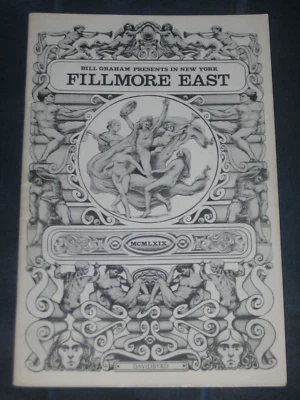 BILL GRAHAM PRESENTS IN NEW YORK
FILLMORE EAST
MCMLXIX